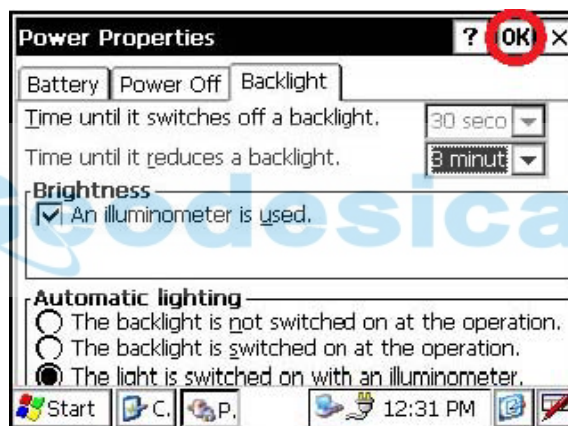 Power Properties ? OK ×
Battery Power Off Backlight
Time until it switches off a backlight. 30 seco
Time until it reduces a backlight. 3 minut
Brightness
An illuminometer is used.
Geodesical
Automatic lighting
The backlight is not switched on at the operation.
The backlight is switched on at the operation.
The light is switched on with an illuminometer.
Start C. P. 12:31 PM